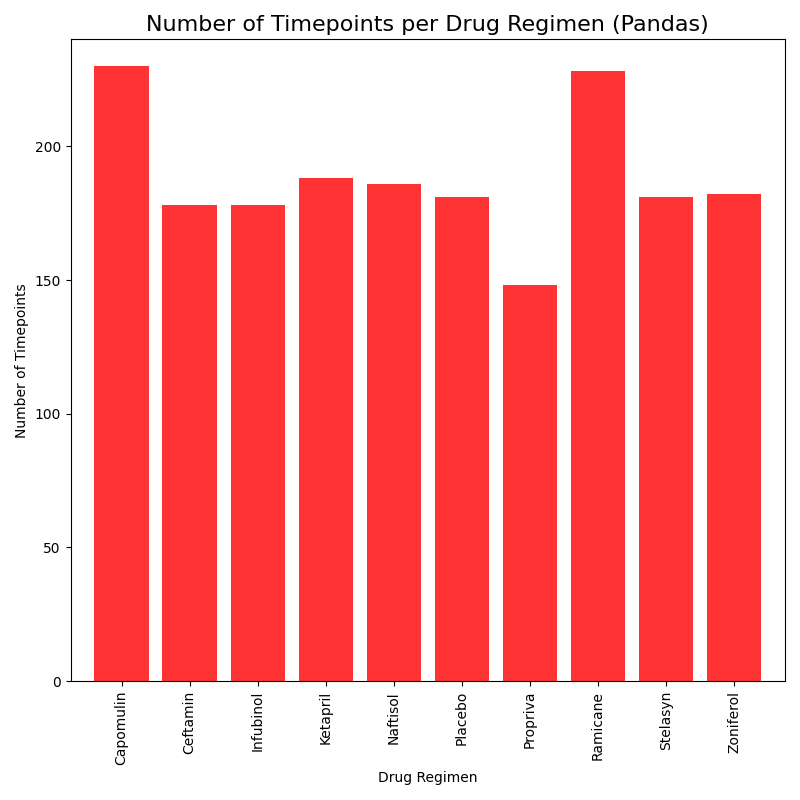 Number of Timepoints per Drug Regimen (Pandas)
Number of Timepoints
200
150
100
50
0
Capomulin
Ceftamin
Infubinol
Ketapril
Naftisol
Placebo
Propriva
Ramicane
Stelasyn
Zoniferol
Drug Regimen